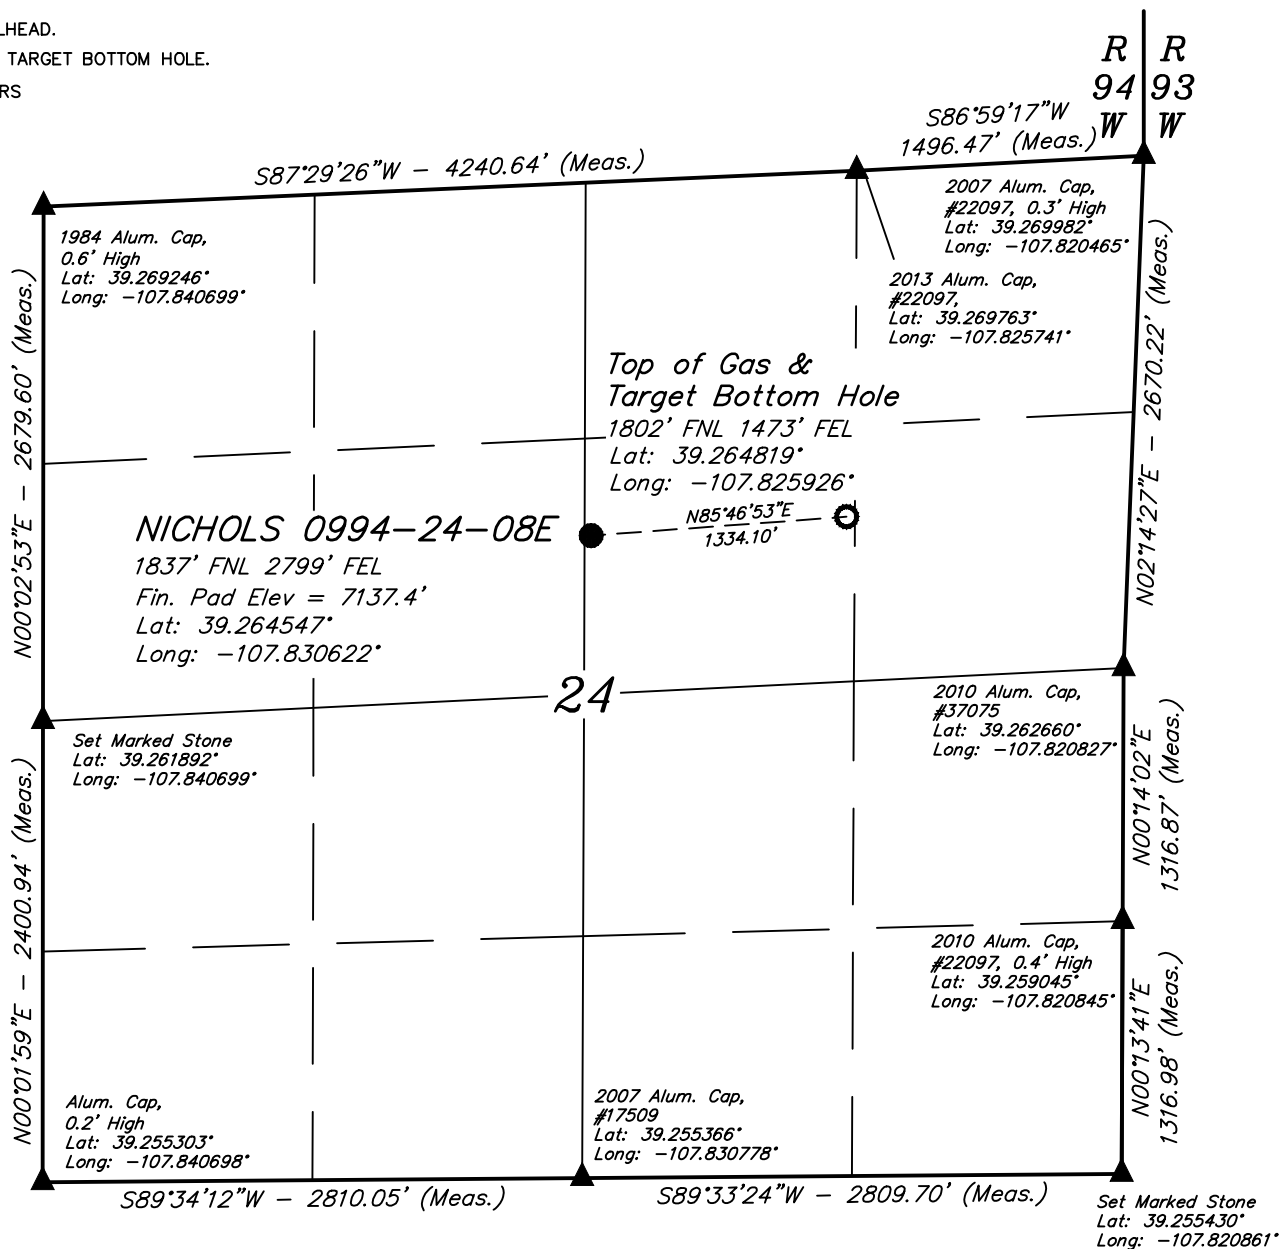 LHEAD.
TARGET BOTTOM HOLE.
RS
R R
94 93
W W
S86°59'17"W
1496.47' (Meas.)
S87°29'26"W - 4240.64' (Meas.)
2007 Alum. Cap,
#22097, 0.3' High
Lat: 39.269982°
Long: -107.820465°
1984 Alum. Cap,
0.6' High
Lat: 39.269246°
Long: -107.840699°
2013 Alum. Cap,
#22097,
Lat: 39.269763°
Long: -107.825741°
N00°02'53"E - 2679.60' (Meas.)
N02°14'27"E - 2670.22' (Meas.)
Top of Gas &
Target Bottom Hole
1802' FNL 1473' FEL
Lat: 39.264819°
Long: -107.825926°
N85°46'53"E
1334.10'
NICHOLS 0994-24-08E
1837' FNL 2799' FEL
Fin. Pad Elev = 7137.4'
Lat: 39.264547°
Long: -107.830622°
24
2010 Alum. Cap,
#37075
Lat: 39.262660°
Long: -107.820827°
Set Marked Stone
Lat: 39.261892°
Long: -107.840699°
N00°14'02"E
1316.87' (Meas.)
N00°01'59"E - 2400.94' (Meas.)
2010 Alum. Cap,
#22097, 0.4' High
Lat: 39.259045°
Long: -107.820845°
N00°13'41"E
1316.98' (Meas.)
Alum. Cap,
0.2' High
Lat: 39.255303°
Long: -107.840698°
2007 Alum. Cap,
#17509
Lat: 39.255366°
Long: -107.830778°
S89°34'12"W - 2810.05' (Meas.)
S89°33'24"W - 2809.70' (Meas.)
Set Marked Stone
Lat: 39.255430°
Long: -107.820861°